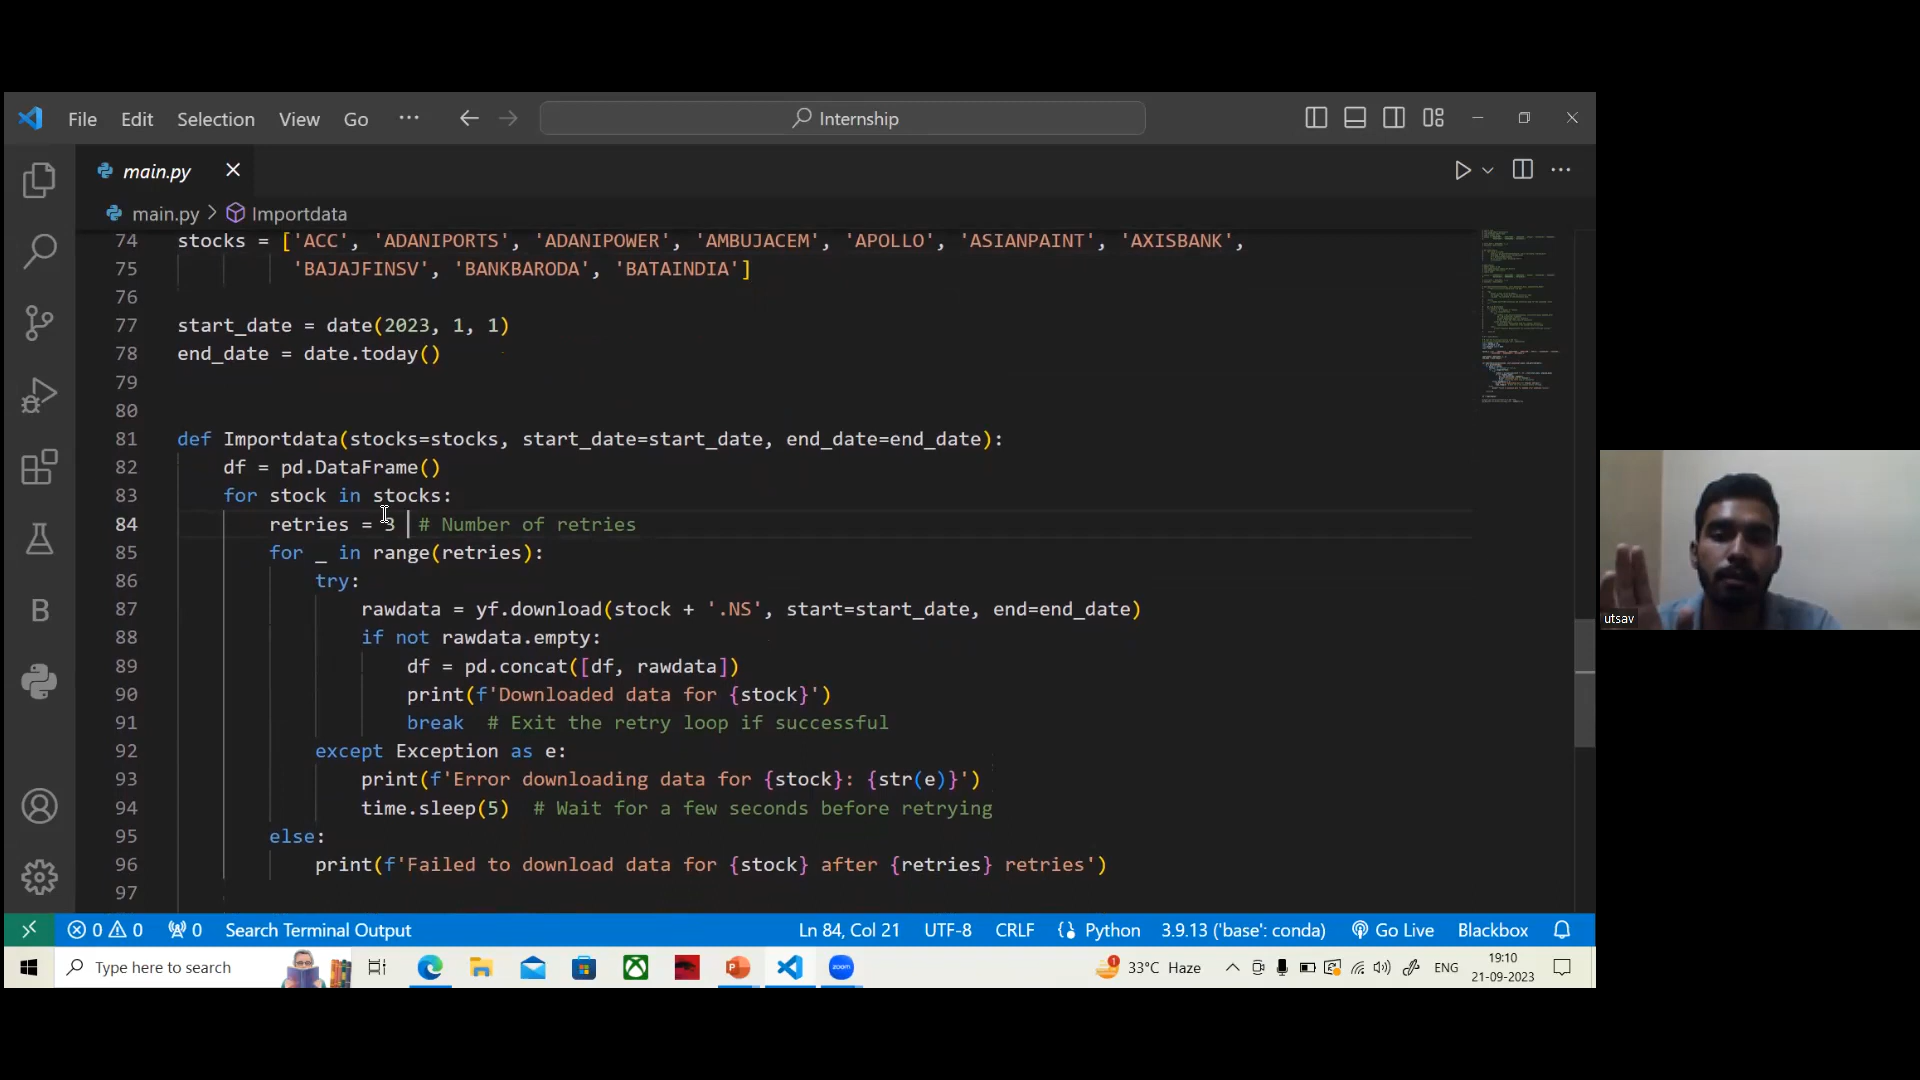 File Edit Selection View Go ··· Internship
main.py
main.py > Importdata
74 stocks = ['ACC', 'ADANIPORTS', 'ADANIPOWER', 'AMBUJACEM', 'APOLLO', 'ASIANPAINT', 'AXISBANK',
75 'BAJAJFINSV', 'BANKBARODA', 'BATAINDIA']
76
77 start_date = date(2023, 1, 1)
78 end_date = date.today()
79
80
81 def Importdata(stocks=stocks, start_date=start_date, end_date=end_date):
82 df = pd.DataFrame()
83 for stock in stocks:
84 retries = 3 # Number of retries
85 for _ in range(retries):
86 try:
87 rawdata = yf.download(stock + '.NS', start=start_date, end=end_date)
88 if not rawdata.empty:
89 df = pd.concat([df, rawdata])
90 print(f'Downloaded data for {stock}')
91 break # Exit the retry loop if successful
92 except Exception as e:
93 print(f'Error downloading data for {stock}: {str(e)}')
94 time.sleep(5) # Wait for a few seconds before retrying
95 else:
96 print(f'Failed to download data for {stock} after {retries} retries')
97
utsav
0 0 0 Search Terminal Output Ln 84, Col 21 UTF-8 CRLF Python 3.9.13 ('base': conda) Go Live Blackbox
Type here to search zoom 1 33°C Haze ENG 19:10
21-09-2023